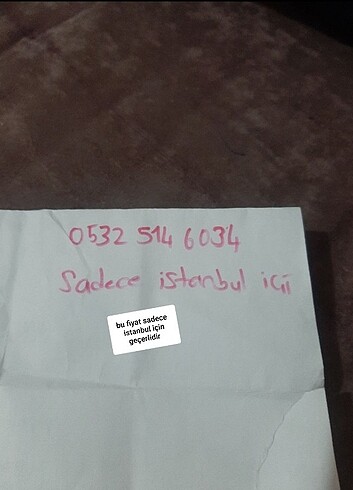 0532 514 6034
Sadece istanbul içi
bu fiyat sadece
istanbul için
geçerlidir